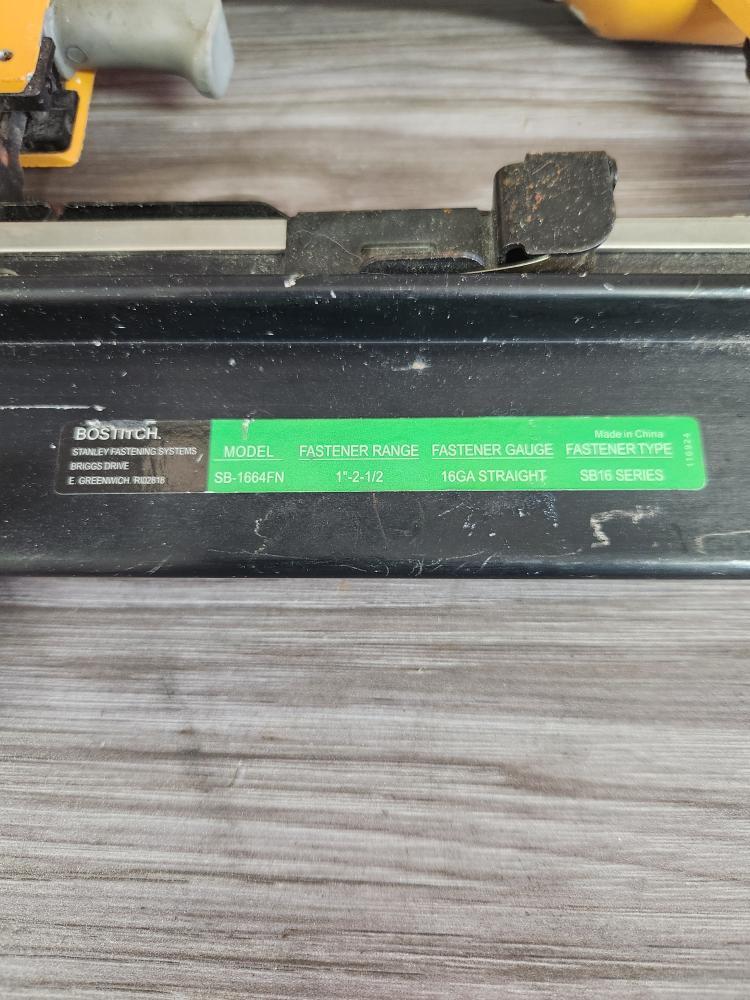 BOSTITCH.
STANLEY FASTENING SYSTEMS
BRIGGS DRIVE
E. GREENWICH RI02818
Made in China
MODEL FASTENER RANGE FASTENER GAUGE FASTENER TYPE
SB-1664FN 1"-2-1/2 16GA STRAIGHT SB16 SERIES
116924